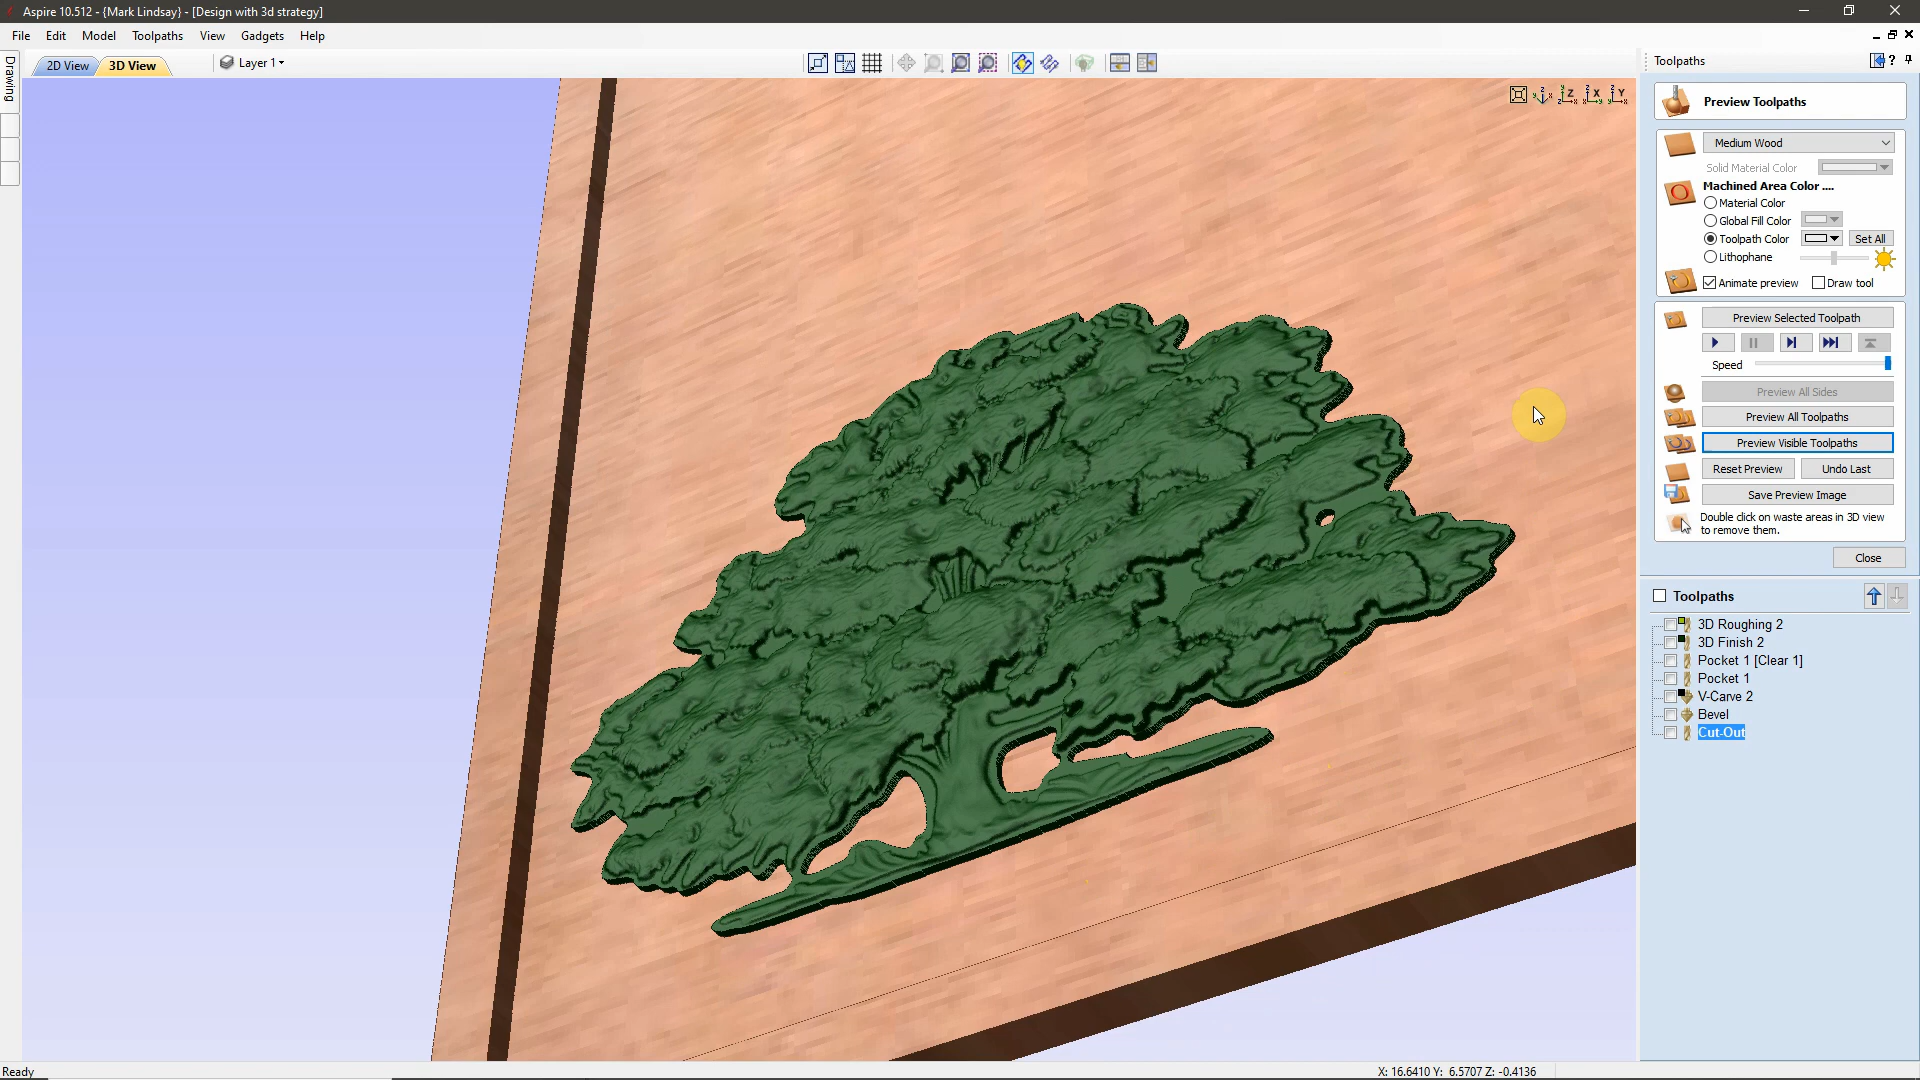 Aspire 10.512 - {Mark Lindsay} - [Design with 3d strategy]
File Edit Model Toolpaths View Gadgets Help
Drawing
2D View 3D View Layer 1
Toolpaths
Z X Y
Preview Toolpaths
Medium Wood
Solid Material Color
Machined Area Color ....
Material Color
Global Fill Color
Toolpath Color Set All
Lithophane
Animate preview Draw tool
Preview Selected Toolpath
Speed
Preview All Sides
Preview All Toolpaths
Preview Visible Toolpaths
Reset Preview Undo Last
Save Preview Image
Double click on waste areas in 3D view
to remove them.
Close
Toolpaths
3D Roughing 2
3D Finish 2
Pocket 1 [Clear 1]
Pocket 1
V-Carve 2
Bevel
Cut-Out
Ready X: 16.6410 Y: 6.5707 Z: -0.4136